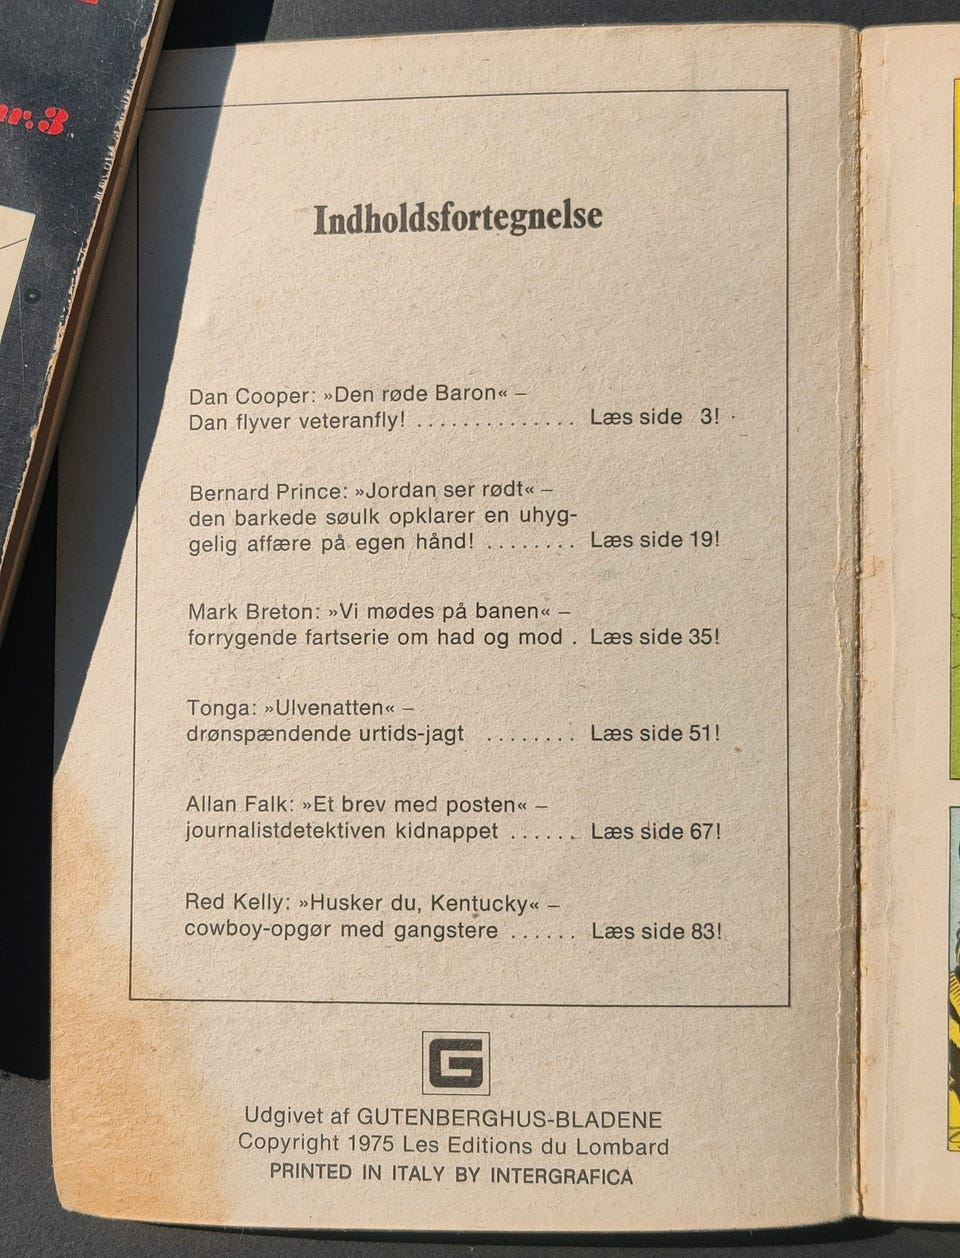 nr.3
Indholdsfortegnelse
Dan Cooper: »Den røde Baron« –
Dan flyver veteranfly! .............. Læs side 3!
Bernard Prince: »Jordan ser rødt« –
den barkede søulk opklarer en uhyg-
gelig affære på egen hånd! ........ Læs side 19!
Mark Breton: »Vi mødes på banen« –
forrygende fartserie om had og mod . Læs side 35!
Tonga: »Ulvenatten« –
drønspændende urtids-jagt ........ Læs side 51!
Allan Falk: »Et brev med posten« –
journalistdetektiven kidnappet ...... Læs side 67!
Red Kelly: »Husker du, Kentucky« –
cowboy-opgør med gangstere ...... Læs side 83!
G
Udgivet af GUTENBERGHUS-BLADENE
Copyright 1975 Les Editions du Lombard
PRINTED IN ITALY BY INTERGRAFICA